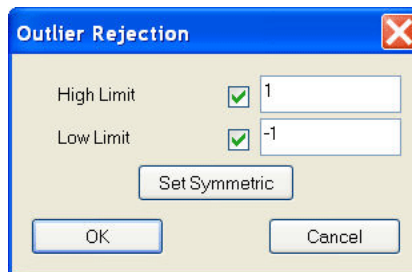 Outlier Rejection
High Limit 1
Low Limit -1
Set Symmetric
OK Cancel